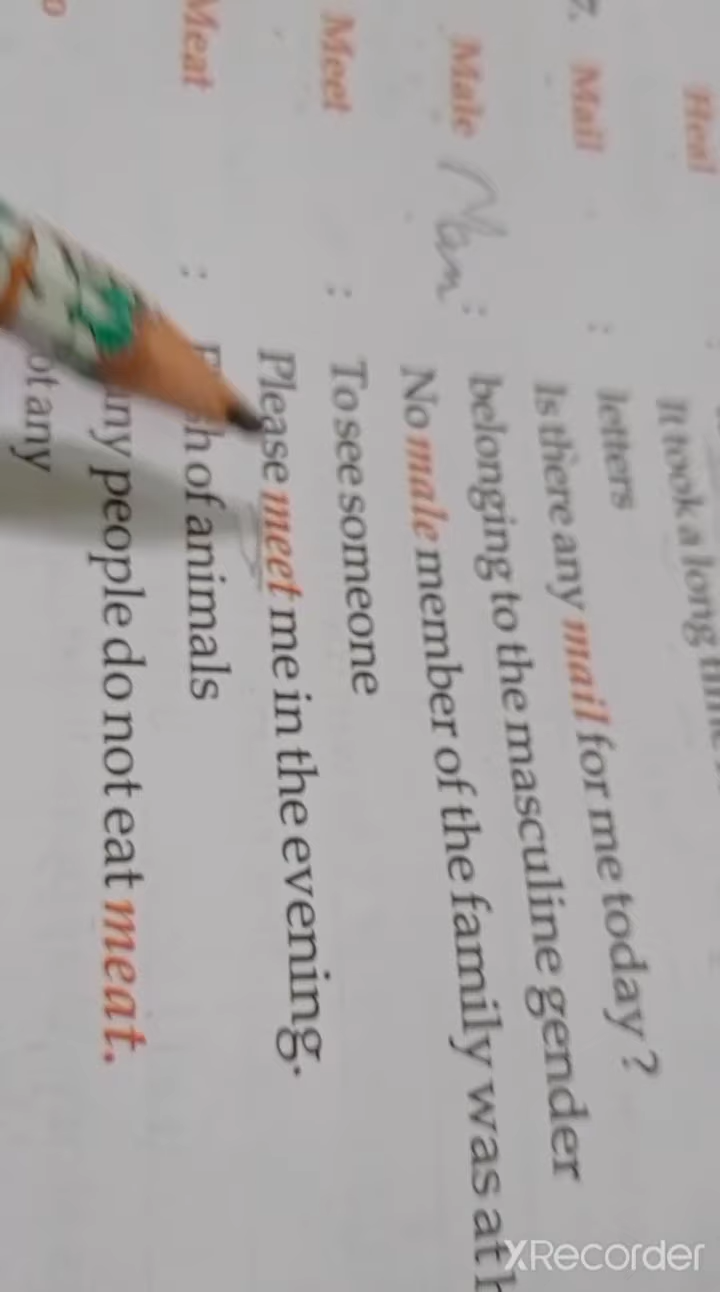 Heal
It took a long
7. Mail : letters
Is there any mail for me today ?
Male Man : belonging to the masculine gender
No male member of the family was at
Meet : To see someone
Please meet me in the evening.
Meat : of animals
people do not eat meat.
any
XRecorder